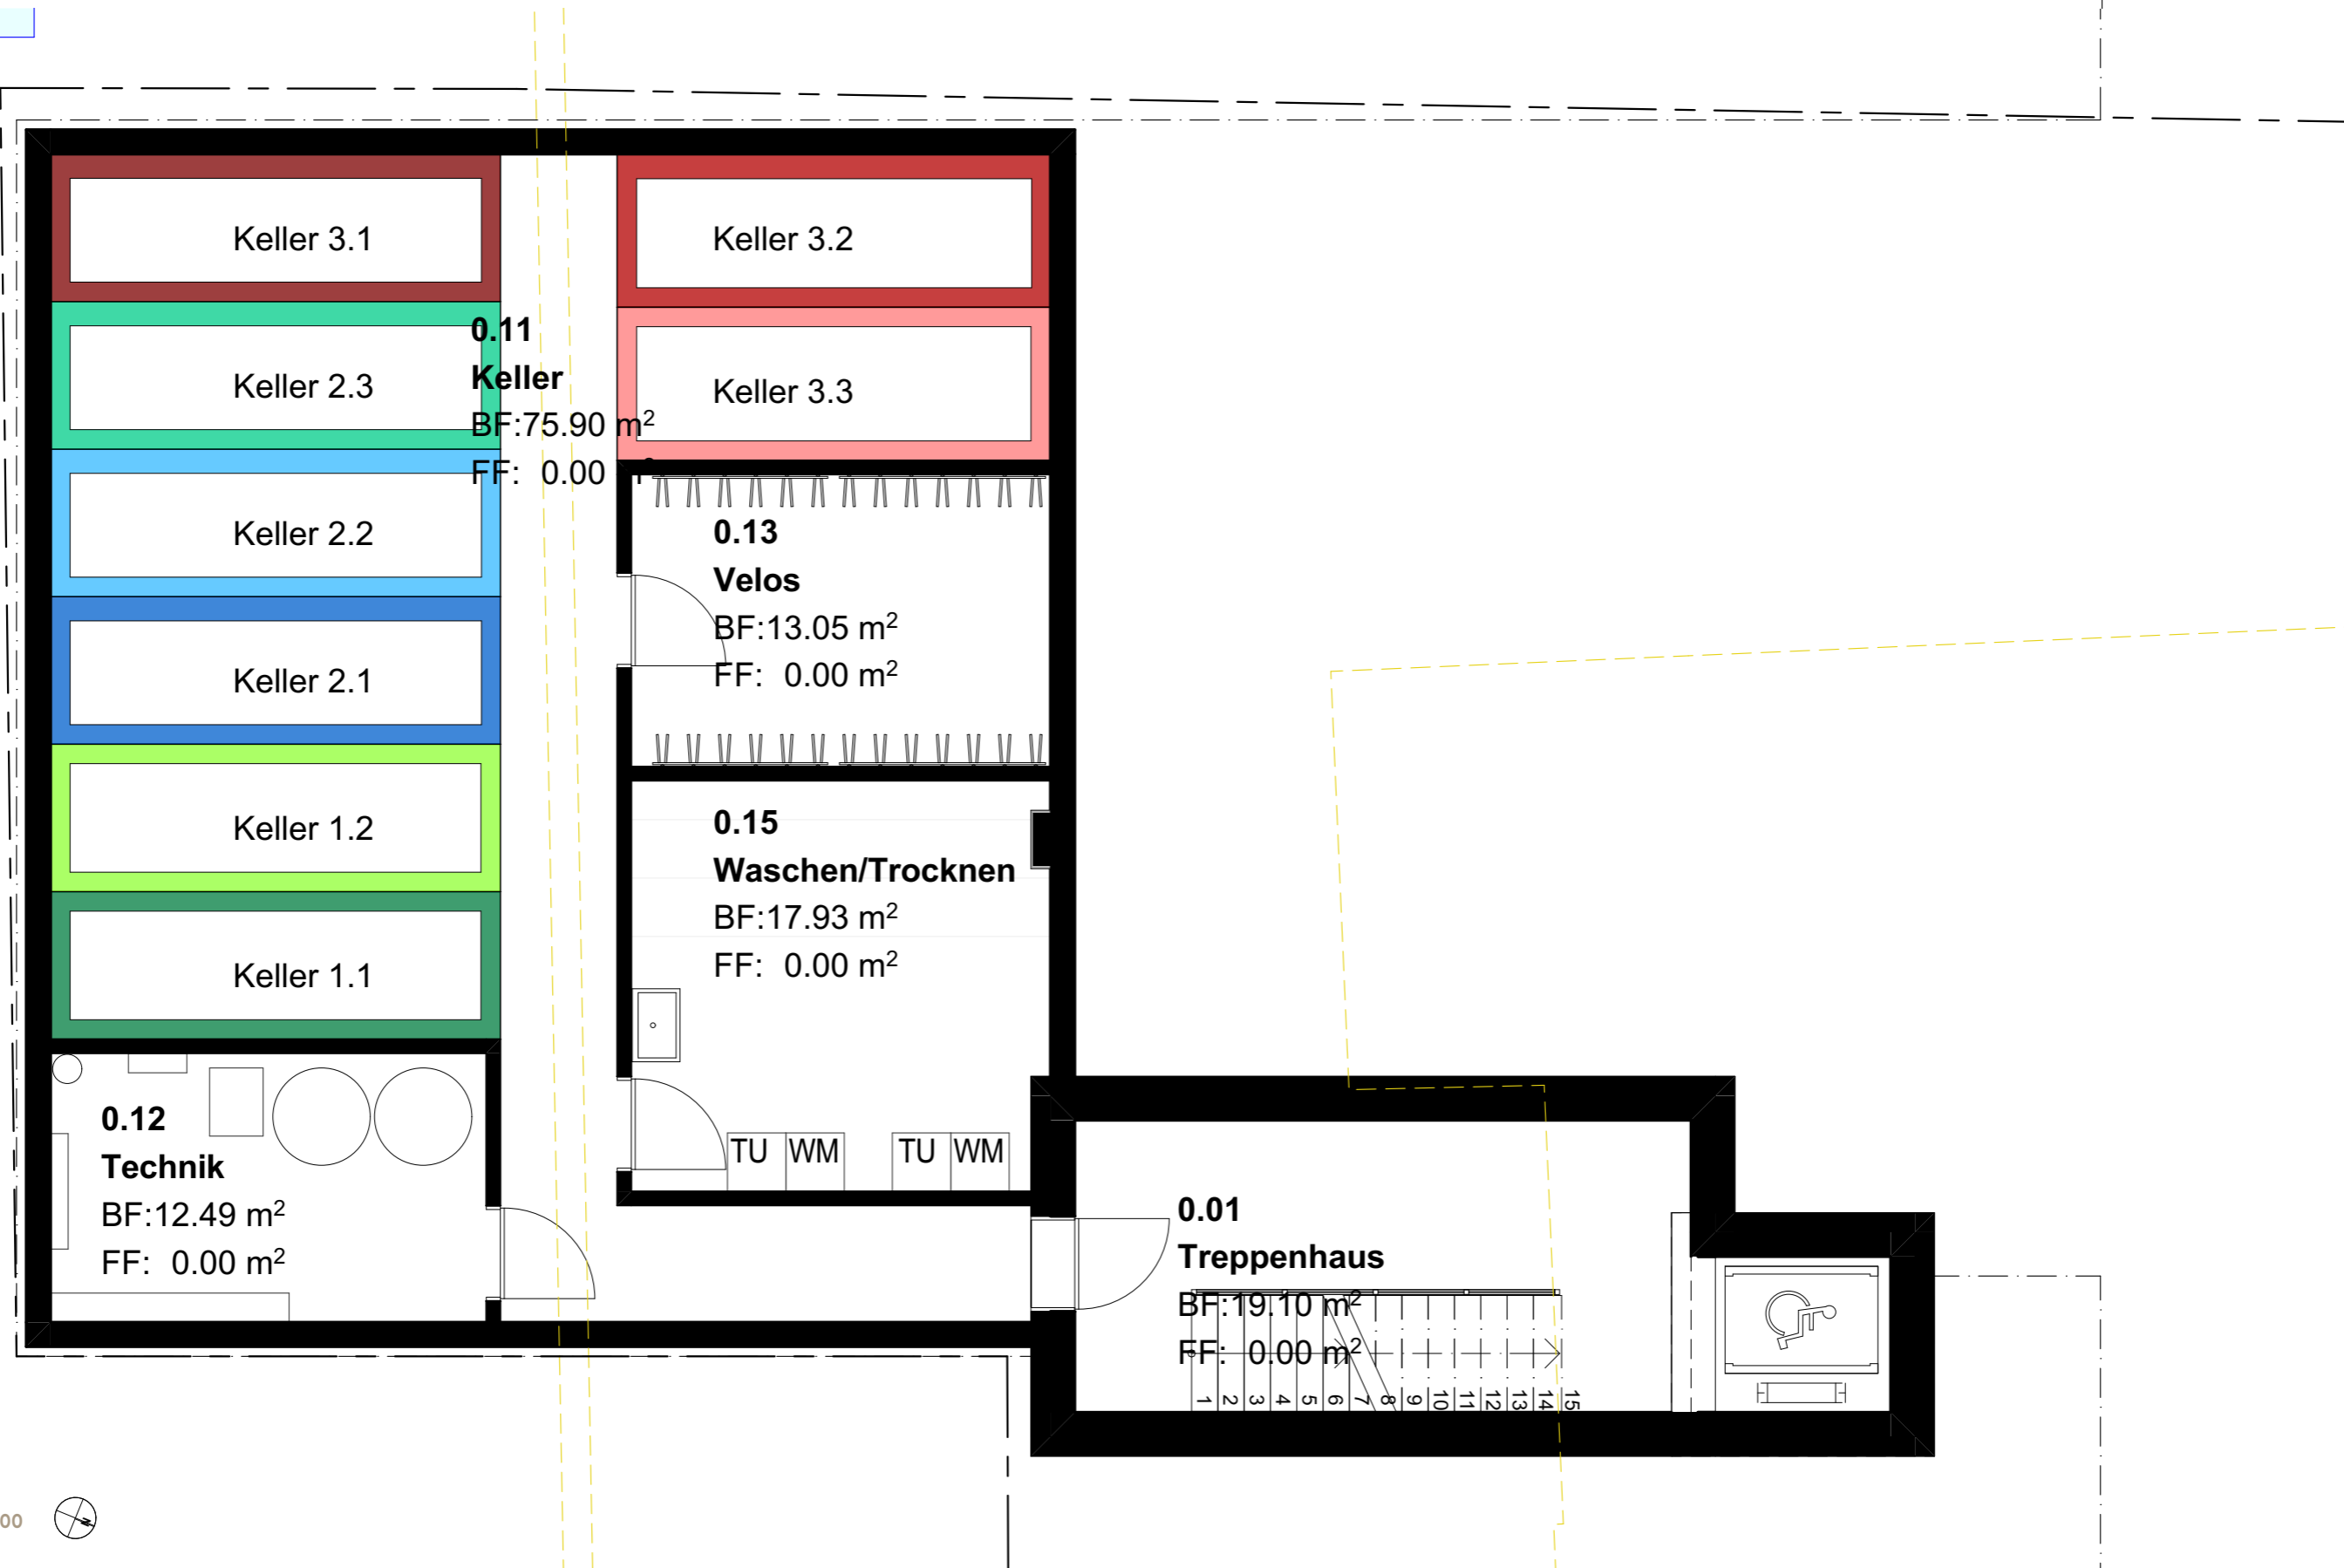 Keller 3.1
Keller 3.2
0.11
Keller
BF:75.90 m²
FF: 0.00
Keller 2.3
Keller 3.3
Keller 2.2
0.13
Velos
BF:13.05 m²
FF: 0.00 m²
Keller 2.1
Keller 1.2
0.15
Waschen/Trocknen
BF:17.93 m²
FF: 0.00 m²
Keller 1.1
0.12
Technik
BF:12.49 m²
FF: 0.00 m²
TU WM TU WM
0.01
Treppenhaus
BF:19.10 m²
FF: 0.00 m²
1 2 3 4 5 6 7 8 9 10 11 12 13 14 15
00
N